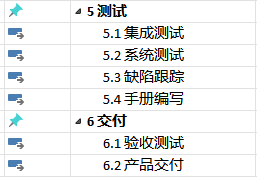 5 测试
5.1 集成测试
5.2 系统测试
5.3 缺陷跟踪
5.4 手册编写
6 交付
6.1 验收测试
6.2 产品交付